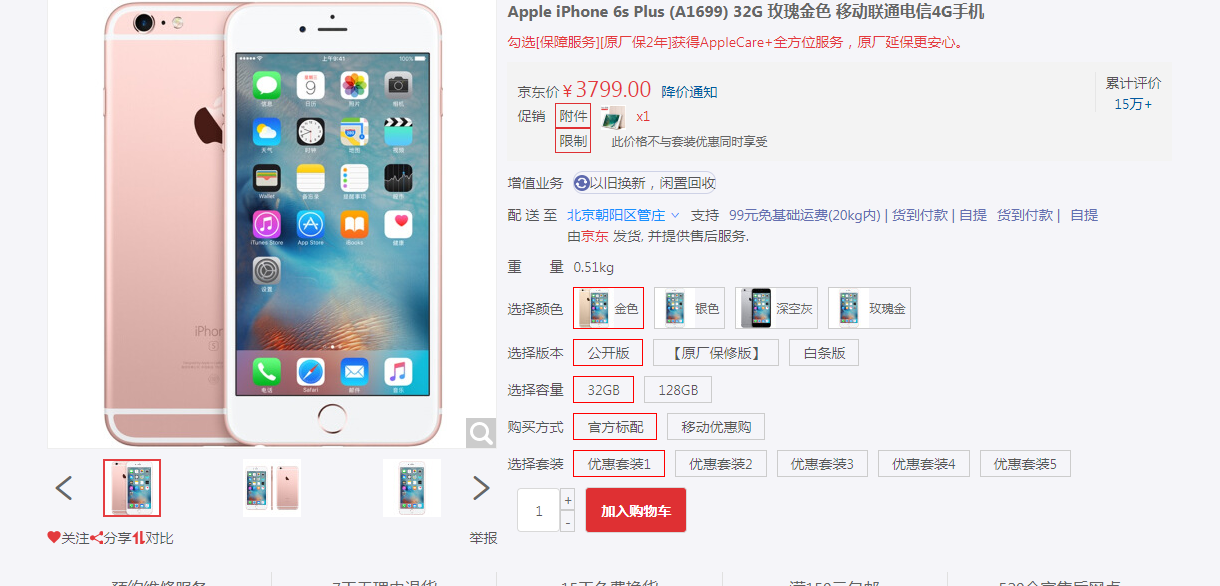 Apple iPhone 6s Plus (A1699) 32G 玫瑰金色 移动联通电信4G手机
勾选[保障服务][原厂保2年]获得AppleCare+全方位服务，原厂延保更安心。
京东价￥3799.00 降价通知
累计评价
15万+
促销 附件 x1
限制 此价格不与套装优惠同时享受
增值业务 以旧换新，闲置回收
配 送 至 北京朝阳区管庄 支持 99元免基础运费(20kg内) | 货到付款 | 自提 货到付款 | 自提
由京东 发货, 并提供售后服务.
重 量 0.51kg
选择颜色 金色 银色 深空灰 玫瑰金
选择版本 公开版 【原厂保修版】 白条版
选择容量 32GB 128GB
购买方式 官方标配 移动优惠购
选择套装 优惠套装1 优惠套装2 优惠套装3 优惠套装4 优惠套装5
1 + -
加入购物车
上午9:41 100%
星期三
9
信息 日历 照片 相机
天气 时钟 地图 视频
Wallet 备忘录 提醒事项 股市
iTunes Store App Store iBooks 健康
设置
电话 Safari 邮件 音乐
iPhon
S
关注 分享 对比
举报